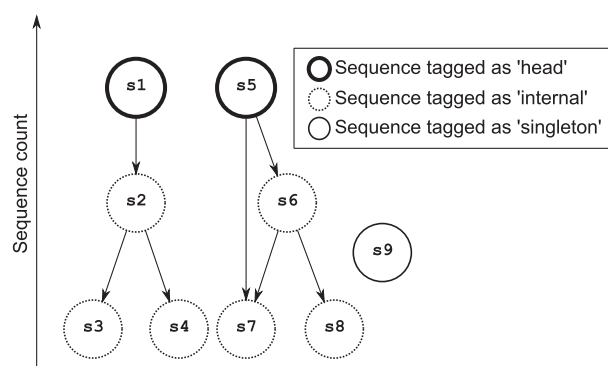 s1
s5
Sequence tagged as 'head'
Sequence tagged as 'internal'
Sequence tagged as 'singleton'
Sequence count
s2
s6
s9
s3
s4
s7
s8